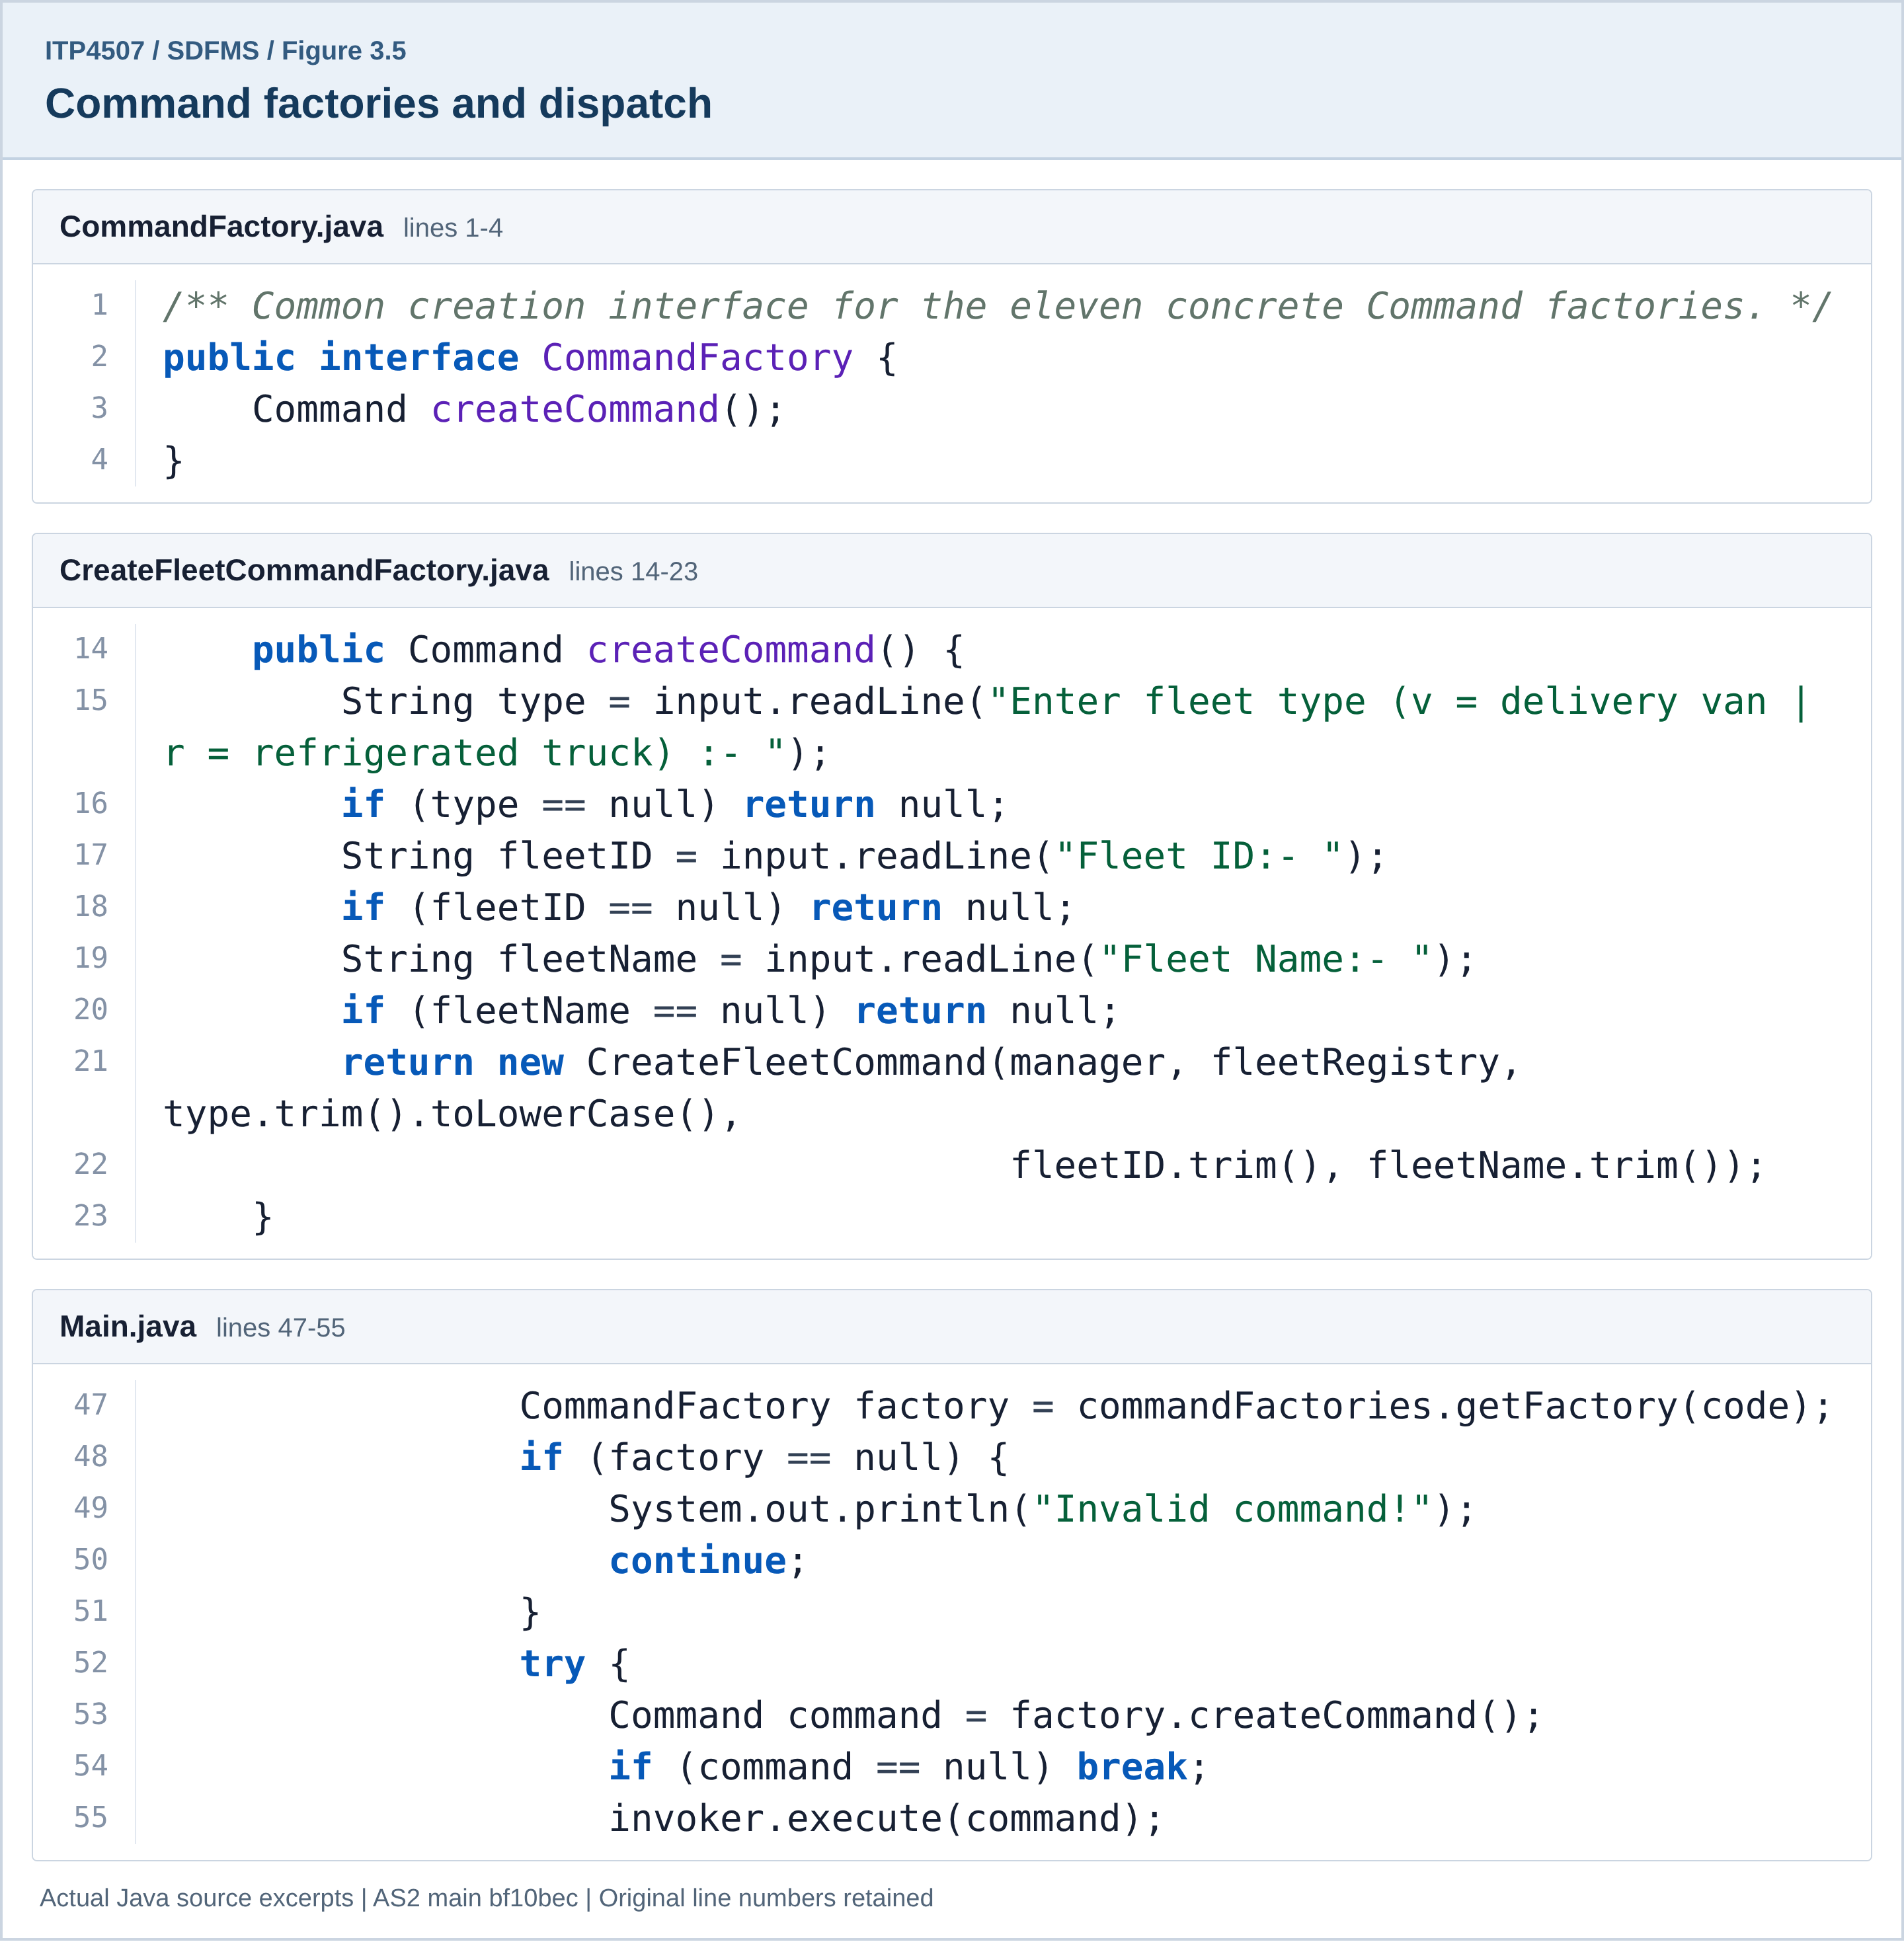 ITP4507 / SDFMS / Figure 3.5
Command factories and dispatch
CommandFactory.java lines 1-4
1 /** Common creation interface for the eleven concrete Command factories. */
2 public interface CommandFactory {
3     Command createCommand();
4 }
CreateFleetCommandFactory.java lines 14-23
14     public Command createCommand() {
15         String type = input.readLine("Enter fleet type (v = delivery van |
r = refrigerated truck) :- ");
16         if (type == null) return null;
17         String fleetID = input.readLine("Fleet ID:- ");
18         if (fleetID == null) return null;
19         String fleetName = input.readLine("Fleet Name:- ");
20         if (fleetName == null) return null;
21         return new CreateFleetCommand(manager, fleetRegistry,
type.trim().toLowerCase(),
22                                       fleetID.trim(), fleetName.trim());
23     }
Main.java lines 47-55
47                 CommandFactory factory = commandFactories.getFactory(code);
48                 if (factory == null) {
49                     System.out.println("Invalid command!");
50                     continue;
51                 }
52                 try {
53                     Command command = factory.createCommand();
54                     if (command == null) break;
55                     invoker.execute(command);
Actual Java source excerpts | AS2 main bf10bec | Original line numbers retained